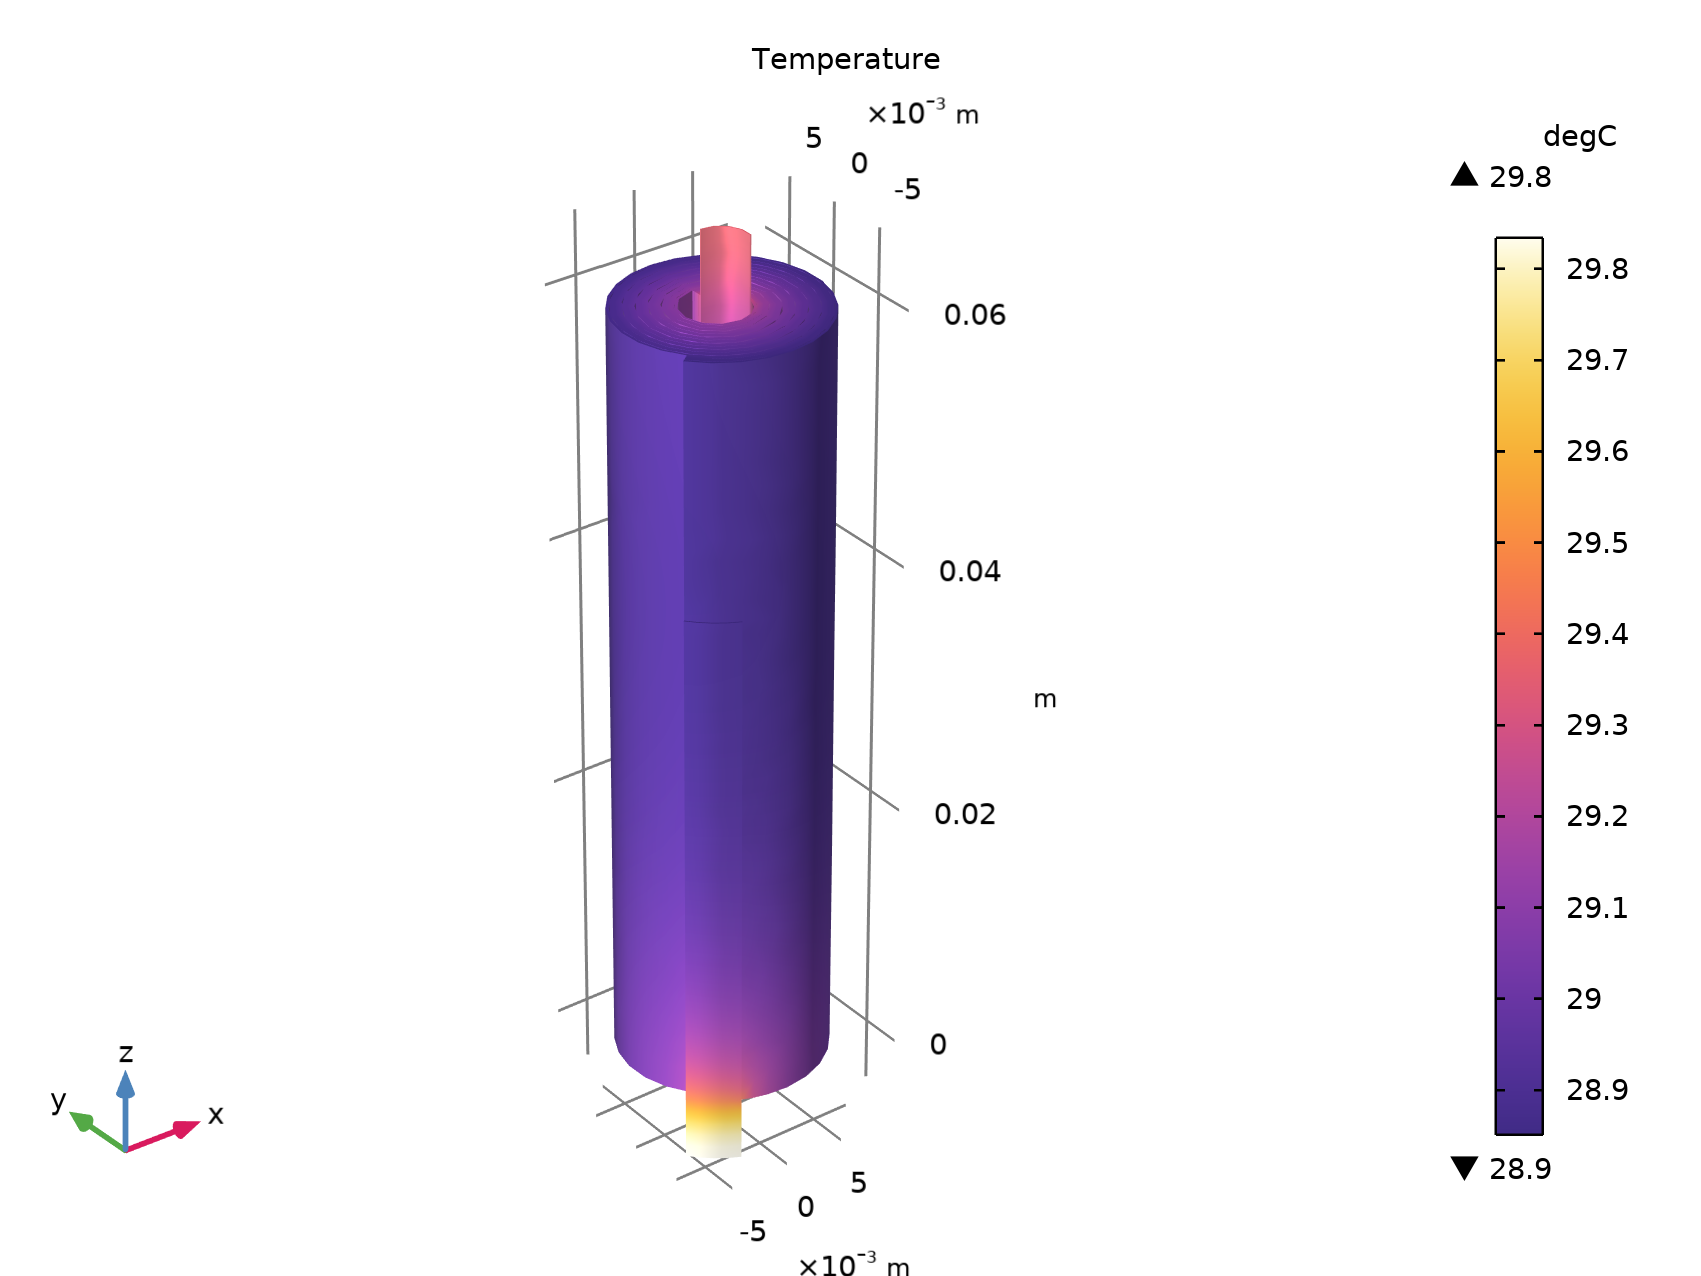 Temperature
×10⁻³ m
5
0
-5
degC
▲ 29.8
29.8
29.7
29.6
29.5
29.4
29.3
29.2
29.1
29
28.9
▼ 28.9
0.06
0.04
m
0.02
0
z
y
x
5
0
-5
×10⁻³ m